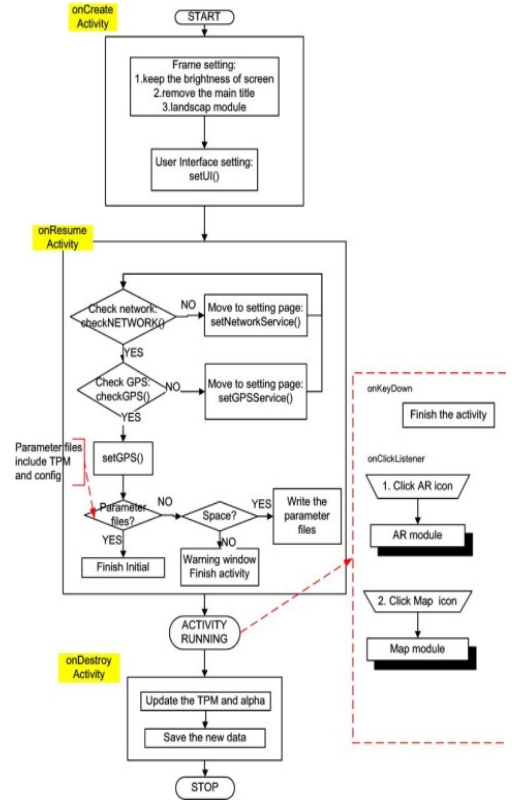 onCreate
Activity
START
Frame setting:
1.keep the brightness of screen
2.remove the main title
3.landscap module
User Interface setting:
setUI()
onResume
Activity
Check network:
checkNETWORK()
NO
Move to setting page:
setNetworkService()
YES
Check GPS:
checkGPS()
NO
Move to setting page:
setGPSService()
YES
setGPS()
Parameter files
include TPM
and config
Parameter
files?
NO
Space?
YES
Write the
parameter
files
YES
NO
Finish Initial
Warning window
Finish activity
onKeyDown
Finish the activity
onClickListener
1. Click AR icon
AR module
2. Click Map icon
Map module
ACTIVITY
RUNNING
onDestroy
Activity
Update the TPM and alpha
Save the new data
STOP